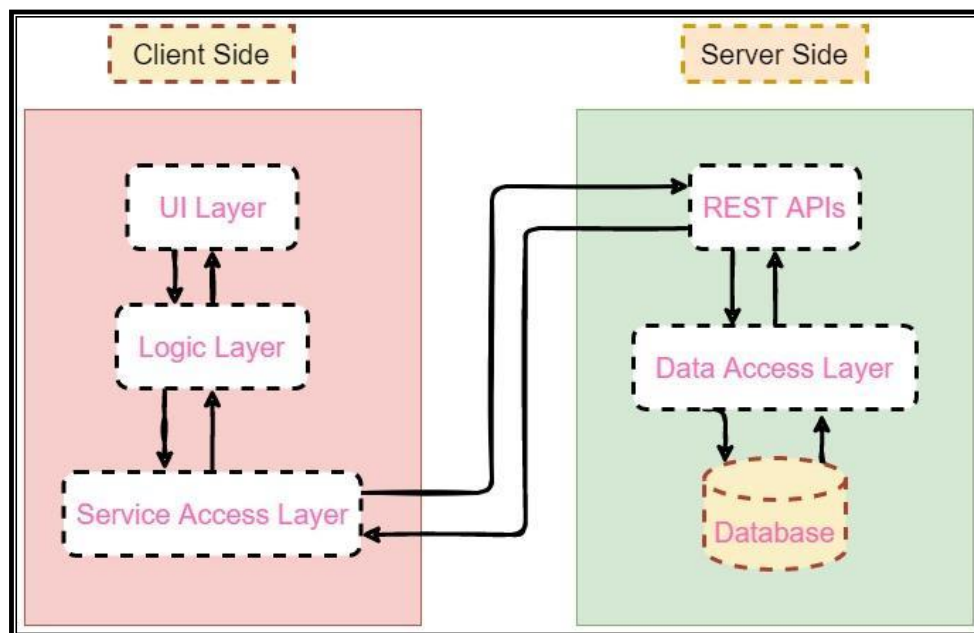 Client Side
Server Side
UI Layer
Logic Layer
Service Access Layer
REST APIs
Data Access Layer
Database